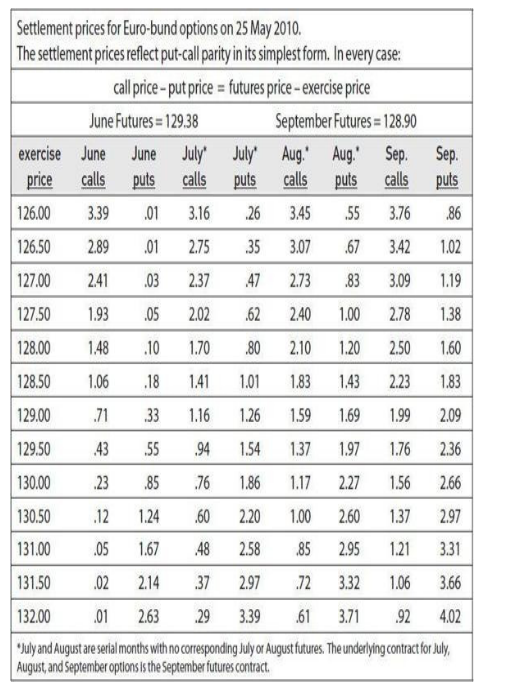 Settlement prices for Euro-bund options on 25 May 2010.
The settlement prices reflect put-call parity in its simplest form. In every case:
call price – put price = futures price – exercise price
June Futures = 129.38 September Futures = 128.90
exercise June June July* July* Aug.* Aug.* Sep. Sep.
price calls puts calls puts calls puts calls puts
126.00 3.39 .01 3.16 .26 3.45 .55 3.76 .86
126.50 2.89 .01 2.75 .35 3.07 .67 3.42 1.02
127.00 2.41 .03 2.37 .47 2.73 .83 3.09 1.19
127.50 1.93 .05 2.02 .62 2.40 1.00 2.78 1.38
128.00 1.48 .10 1.70 .80 2.10 1.20 2.50 1.60
128.50 1.06 .18 1.41 1.01 1.83 1.43 2.23 1.83
129.00 .71 .33 1.16 1.26 1.59 1.69 1.99 2.09
129.50 .43 .55 .94 1.54 1.37 1.97 1.76 2.36
130.00 .23 .85 .76 1.86 1.17 2.27 1.56 2.66
130.50 .12 1.24 .60 2.20 1.00 2.60 1.37 2.97
131.00 .05 1.67 .48 2.58 .85 2.95 1.21 3.31
131.50 .02 2.14 .37 2.97 .72 3.32 1.06 3.66
132.00 .01 2.63 .29 3.39 .61 3.71 .92 4.02
*July and August are serial months with no corresponding July or August futures. The underlying contract for July,
August, and September options is the September futures contract.